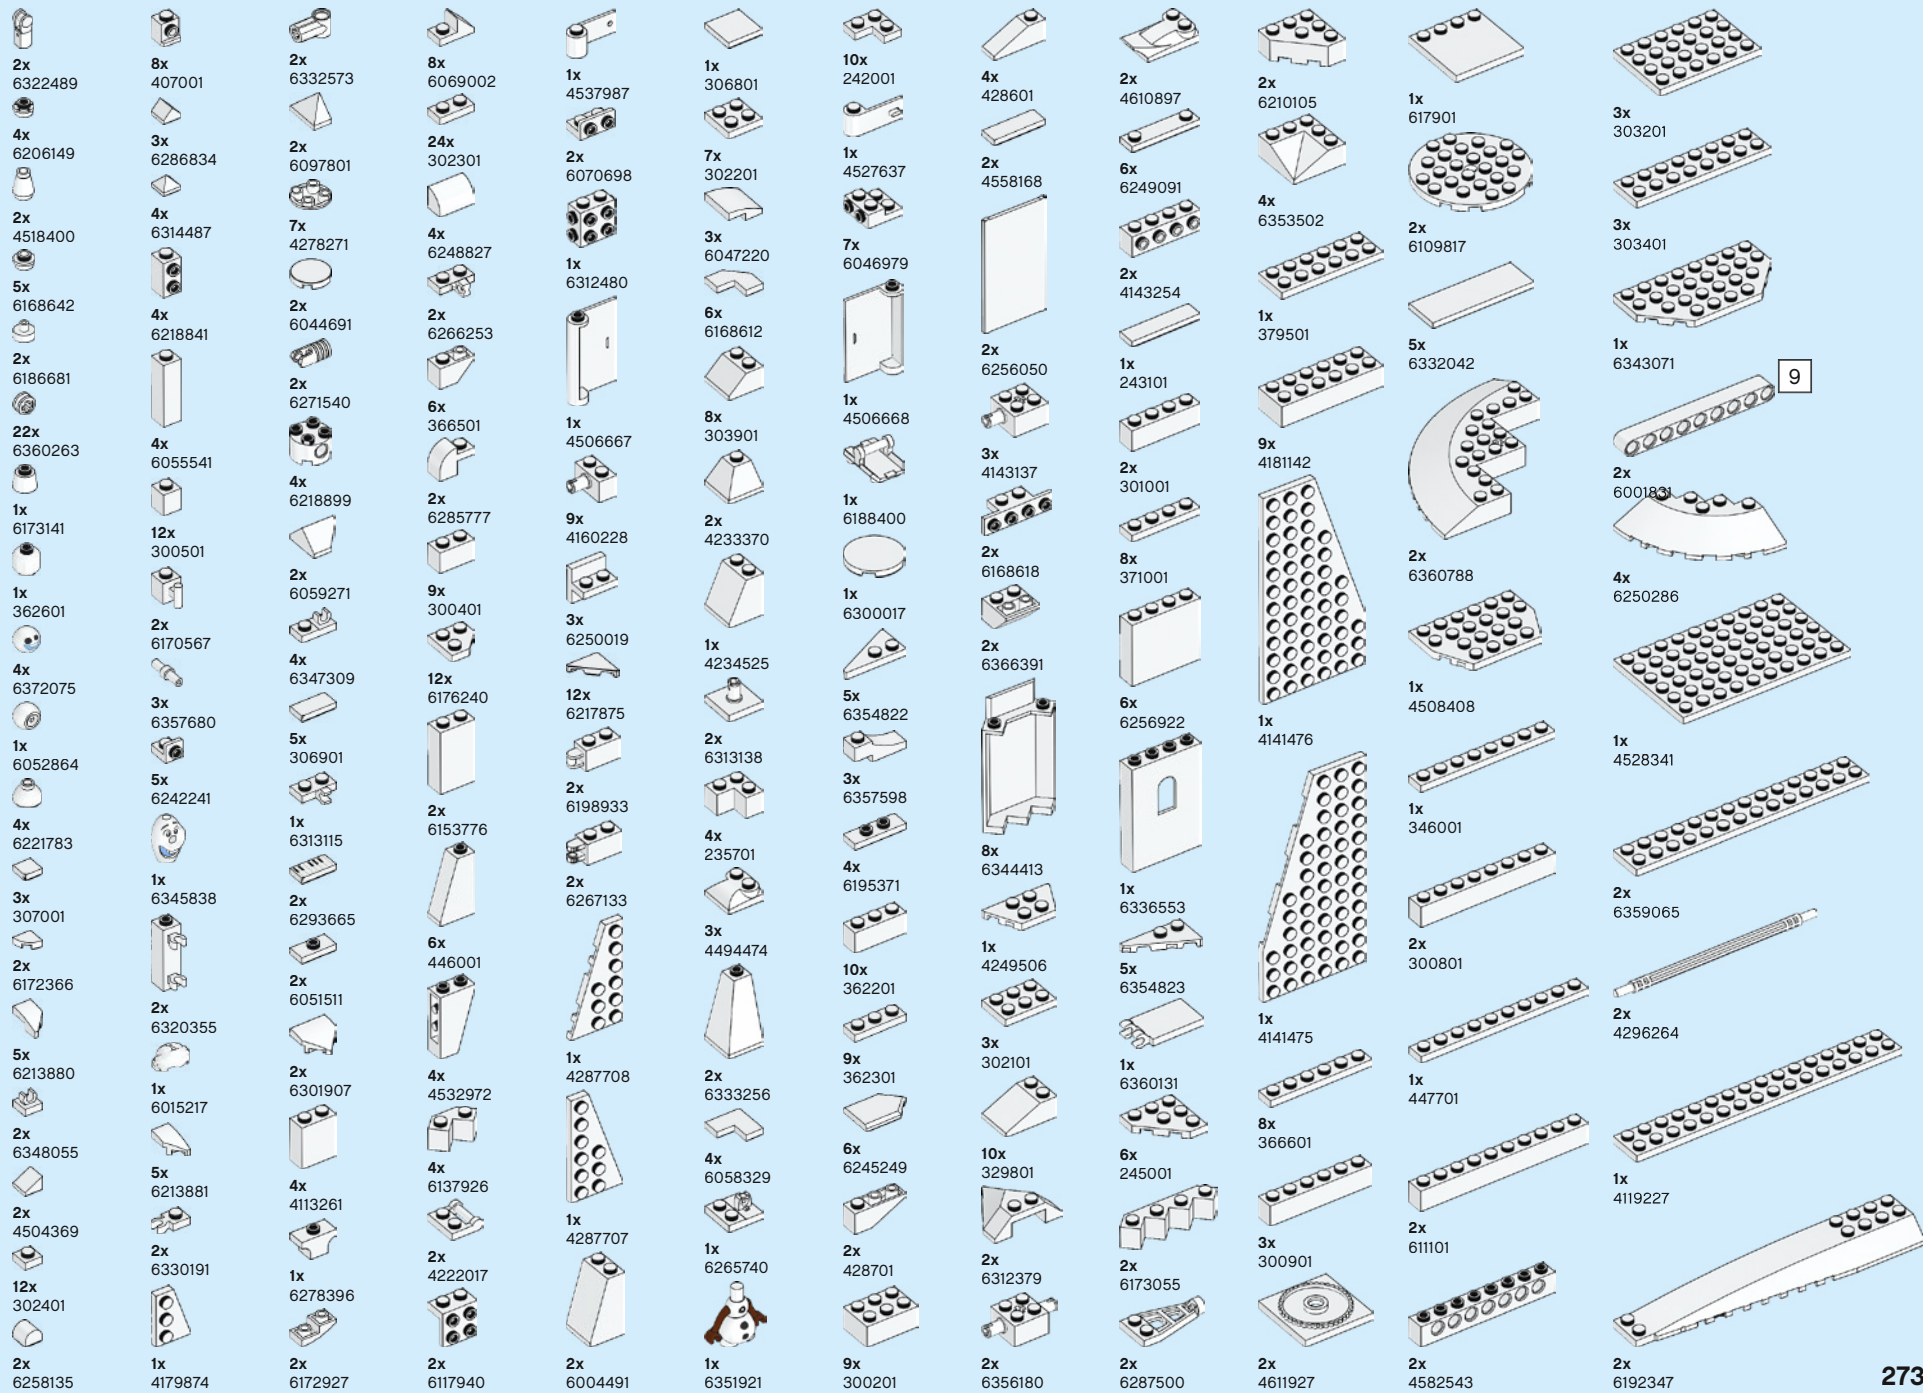 2x
6322489
4x
6206149
2x
4518400
5x
6168642
2x
6186681
22x
6360263
1x
6173141
1x
362601
4x
6372075
1x
6052864
4x
6221783
3x
307001
2x
6172366
5x
6213880
2x
6348055
2x
4504369
12x
302401
2x
6258135
8x
407001
3x
6286834
4x
6314487
4x
6218841
4x
6055541
12x
300501
2x
6170567
3x
6357680
5x
6242241
1x
6345838
2x
6320355
1x
6015217
5x
6213881
2x
6330191
1x
4179874
2x
6332573
2x
6097801
7x
4278271
2x
6044691
2x
6271540
4x
6218899
2x
6059271
4x
6347309
5x
306901
1x
6313115
2x
6293665
2x
6051511
2x
6301907
4x
4113261
1x
6278396
2x
6172927
8x
6069002
24x
302301
4x
6248827
2x
6266253
6x
366501
2x
6285777
9x
300401
12x
6176240
2x
6153776
6x
446001
4x
4532972
4x
6137926
2x
4222017
2x
6117940
1x
4537987
2x
6070698
1x
6312480
1x
4506667
9x
4160228
3x
6250019
12x
6217875
2x
6198933
2x
6267133
1x
4287708
1x
4287707
2x
6004491
1x
306801
7x
302201
3x
6047220
6x
6168612
8x
303901
2x
4233370
1x
4234525
2x
6313138
4x
235701
3x
4494474
2x
6333256
4x
6058329
1x
6265740
1x
6351921
10x
242001
1x
4527637
7x
6046979
1x
4506668
1x
6188400
1x
6300017
5x
6354822
3x
6357598
4x
6195371
10x
362201
9x
362301
6x
6245249
2x
428701
9x
300201
4x
428601
2x
4558168
2x
6256050
3x
4143137
2x
6168618
2x
6366391
8x
6344413
1x
4249506
3x
302101
10x
329801
2x
6312379
2x
6356180
2x
4610897
6x
6249091
2x
4143254
1x
243101
2x
301001
8x
371001
6x
6256922
1x
6336553
5x
6354823
1x
6360131
6x
245001
2x
6173055
2x
6287500
2x
6210105
4x
6353502
1x
379501
9x
4181142
1x
4141476
1x
4141475
8x
366601
3x
300901
2x
4611927
1x
617901
2x
6109817
5x
6332042
2x
6360788
1x
4508408
1x
346001
2x
300801
1x
447701
2x
611101
2x
4582543
3x
303201
3x
303401
1x
6343071
9
2x
6001831
4x
6250286
1x
4528341
2x
6359065
2x
4296264
1x
4119227
2x
6192347
273